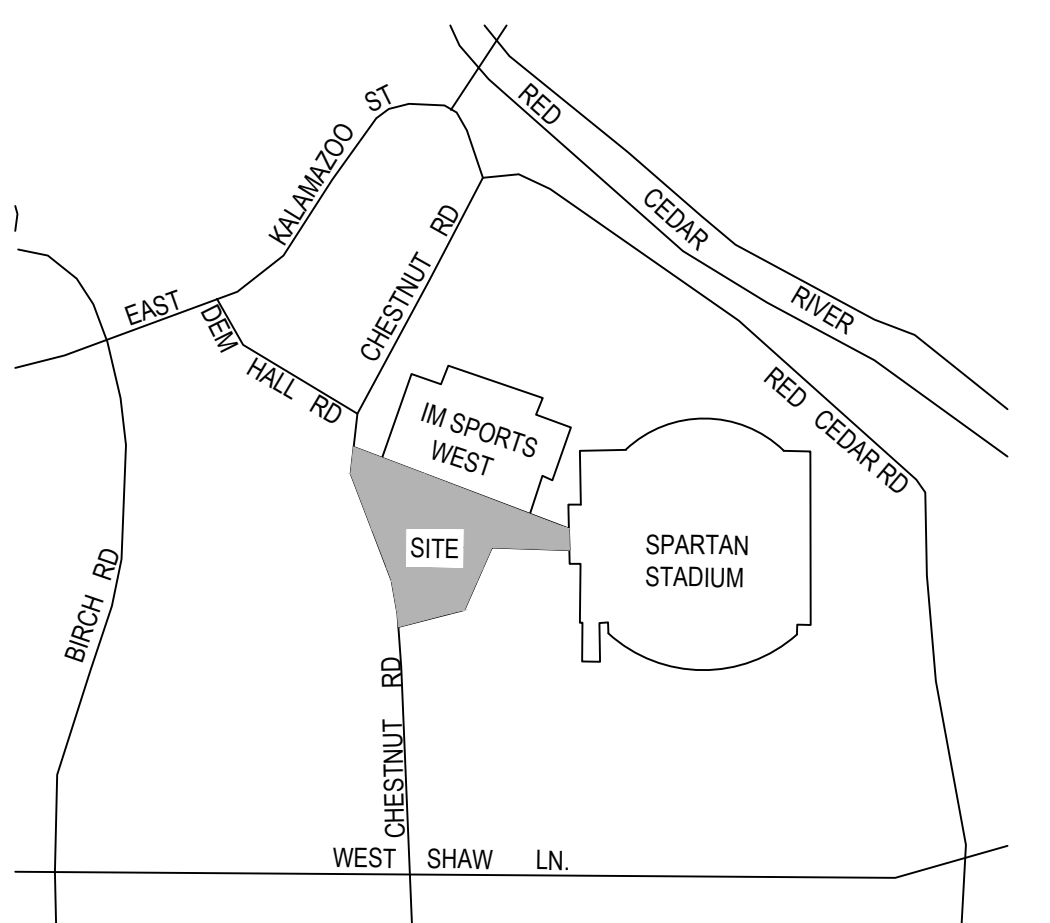 RED
CEDAR
RIVER
EAST KALAMAZOO ST
CHESTNUT RD
DEM HALL RD
IM SPORTS
WEST
RED CEDAR RD
SITE
SPARTAN
STADIUM
BIRCH RD
CHESTNUT RD
WEST SHAW LN.